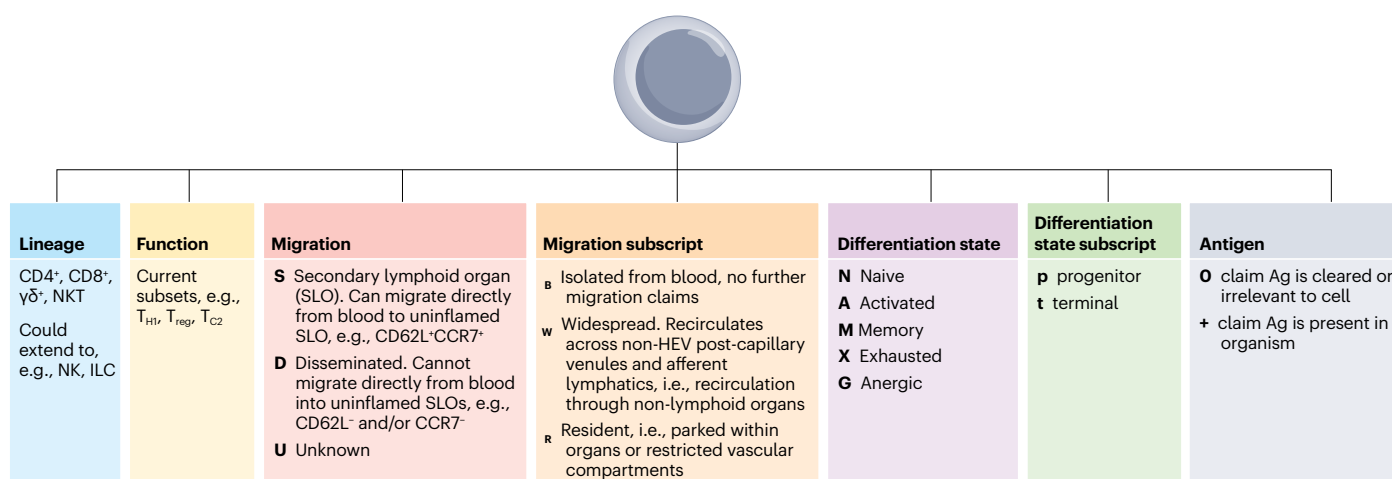 Lineage
CD4⁺, CD8⁺,
γδ⁺, NKT
Could
extend to,
e.g., NK, ILC
Function
Current
subsets, e.g.,
T_H1, T_reg, T_C2
Migration
S Secondary lymphoid organ
(SLO). Can migrate directly
from blood to uninflamed
SLO, e.g., CD62L⁺CCR7⁺
D Disseminated. Cannot
migrate directly from blood
into uninflamed SLOs, e.g.,
CD62L⁻ and/or CCR7⁻
U Unknown
Migration subscript
B Isolated from blood, no further
migration claims
W Widespread. Recirculates
across non-HEV post-capillary
venules and afferent
lymphatics, i.e., recirculation
through non-lymphoid organs
R Resident, i.e., parked within
organs or restricted vascular
compartments
Differentiation state
N Naive
A Activated
M Memory
X Exhausted
G Anergic
Differentiation
state subscript
p progenitor
t terminal
Antigen
0 claim Ag is cleared or
irrelevant to cell
+ claim Ag is present in
organism